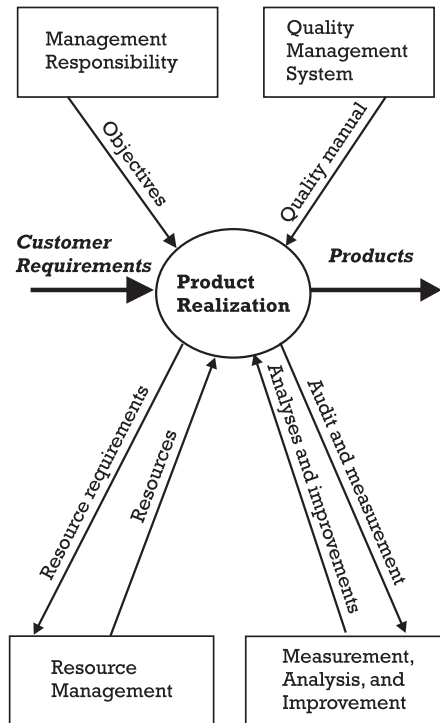 Management
Responsibility
Quality
Management
System
Objectives
Quality manual
Customer
Requirements
Products
Product
Realization
Resource requirements
Resources
Analyses and improvements
Audit and measurement
Resource
Management
Measurement,
Analysis, and
Improvement